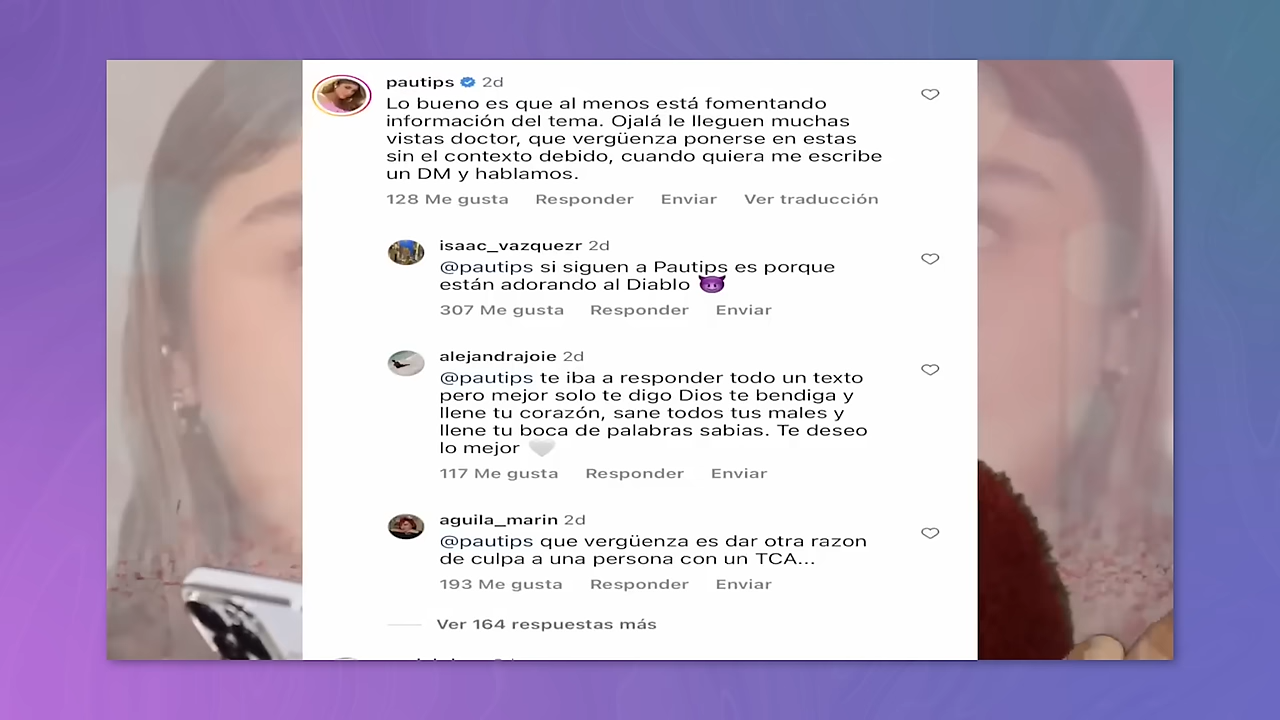 pautips 2d
Lo bueno es que al menos está fomentando
información del tema. Ojalá le lleguen muchas
vistas doctor, que vergüenza ponerse en estas
sin el contexto debido, cuando quiera me escribe
un DM y hablamos.
128 Me gusta Responder Enviar Ver traducción
isaac_vazquezr 2d
@pautips si siguen a Pautips es porque
están adorando al Diablo 😈
307 Me gusta Responder Enviar
alejandrajoie 2d
@pautips te iba a responder todo un texto
pero mejor solo te digo Dios te bendiga y
llene tu corazón, sane todos tus males y
llene tu boca de palabras sabias. Te deseo
lo mejor 🤍
117 Me gusta Responder Enviar
aguila_marin 2d
@pautips que vergüenza es dar otra razon
de culpa a una persona con un TCA...
193 Me gusta Responder Enviar
Ver 164 respuestas más